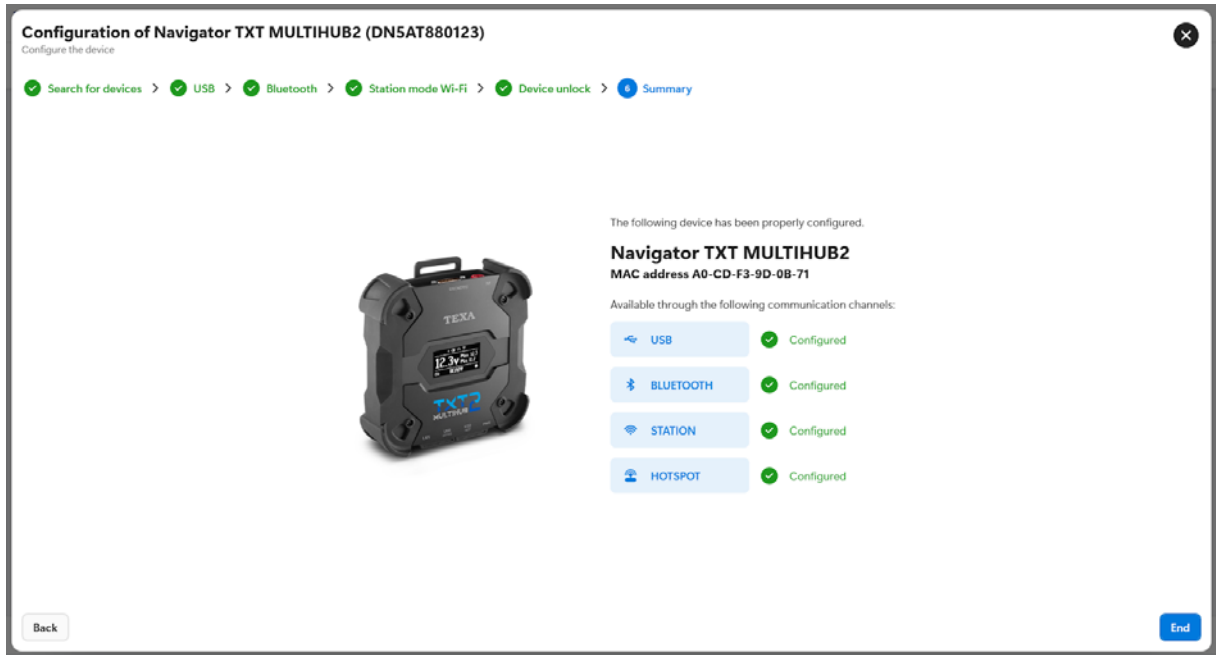 Configuration of Navigator TXT MULTIHUB2 (DN5AT880123)
Configure the device
Search for devices > USB > Bluetooth > Station mode Wi-Fi > Device unlock > 6 Summary
The following device has been properly configured.
Navigator TXT MULTIHUB2
MAC address A0-CD-F3-9D-0B-71
Available through the following communication channels:
USB Configured
BLUETOOTH Configured
STATION Configured
HOTSPOT Configured
TEXA
12.3v
TXT2
MULTIHUB
Back
End